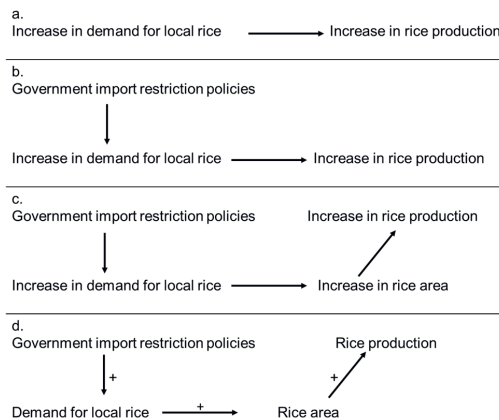 a.
Increase in demand for local rice Increase in rice production
b.
Government import restriction policies
Increase in demand for local rice Increase in rice production
c.
Government import restriction policies Increase in rice production
Increase in demand for local rice Increase in rice area
d.
Government import restriction policies Rice production
+ +
Demand for local rice + Rice area